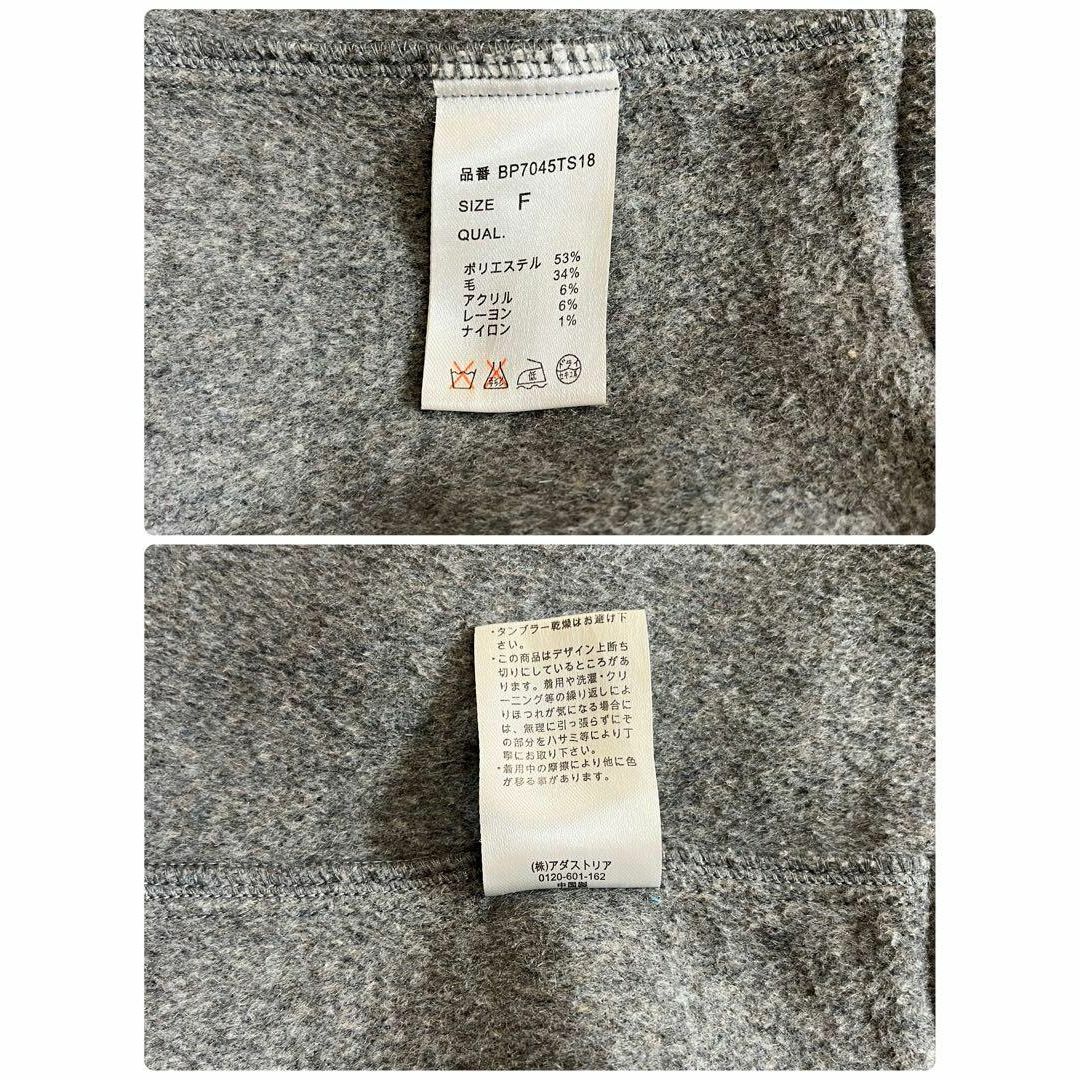 品番 BP7045TS18
SIZE F
QUAL.
ポリエステル 53%
毛 34%
アクリル 6%
レーヨン 6%
ナイロン 1%
低
ドライ
セキユ系
・タンブラー乾燥はお避け下
さい。
・この商品はデザイン上断ち
切りにしているところがあ
ります。着用や洗濯・クリ
ーニング等の繰り返しによ
りほつれが気になる場合に
は、無理に引っ張らずにそ
の部分をハサミ等により丁
寧にお取り下さい。
・着用中の摩擦により他に色
が移る事があります。
(株)アダストリア
0120-601-162
中国製